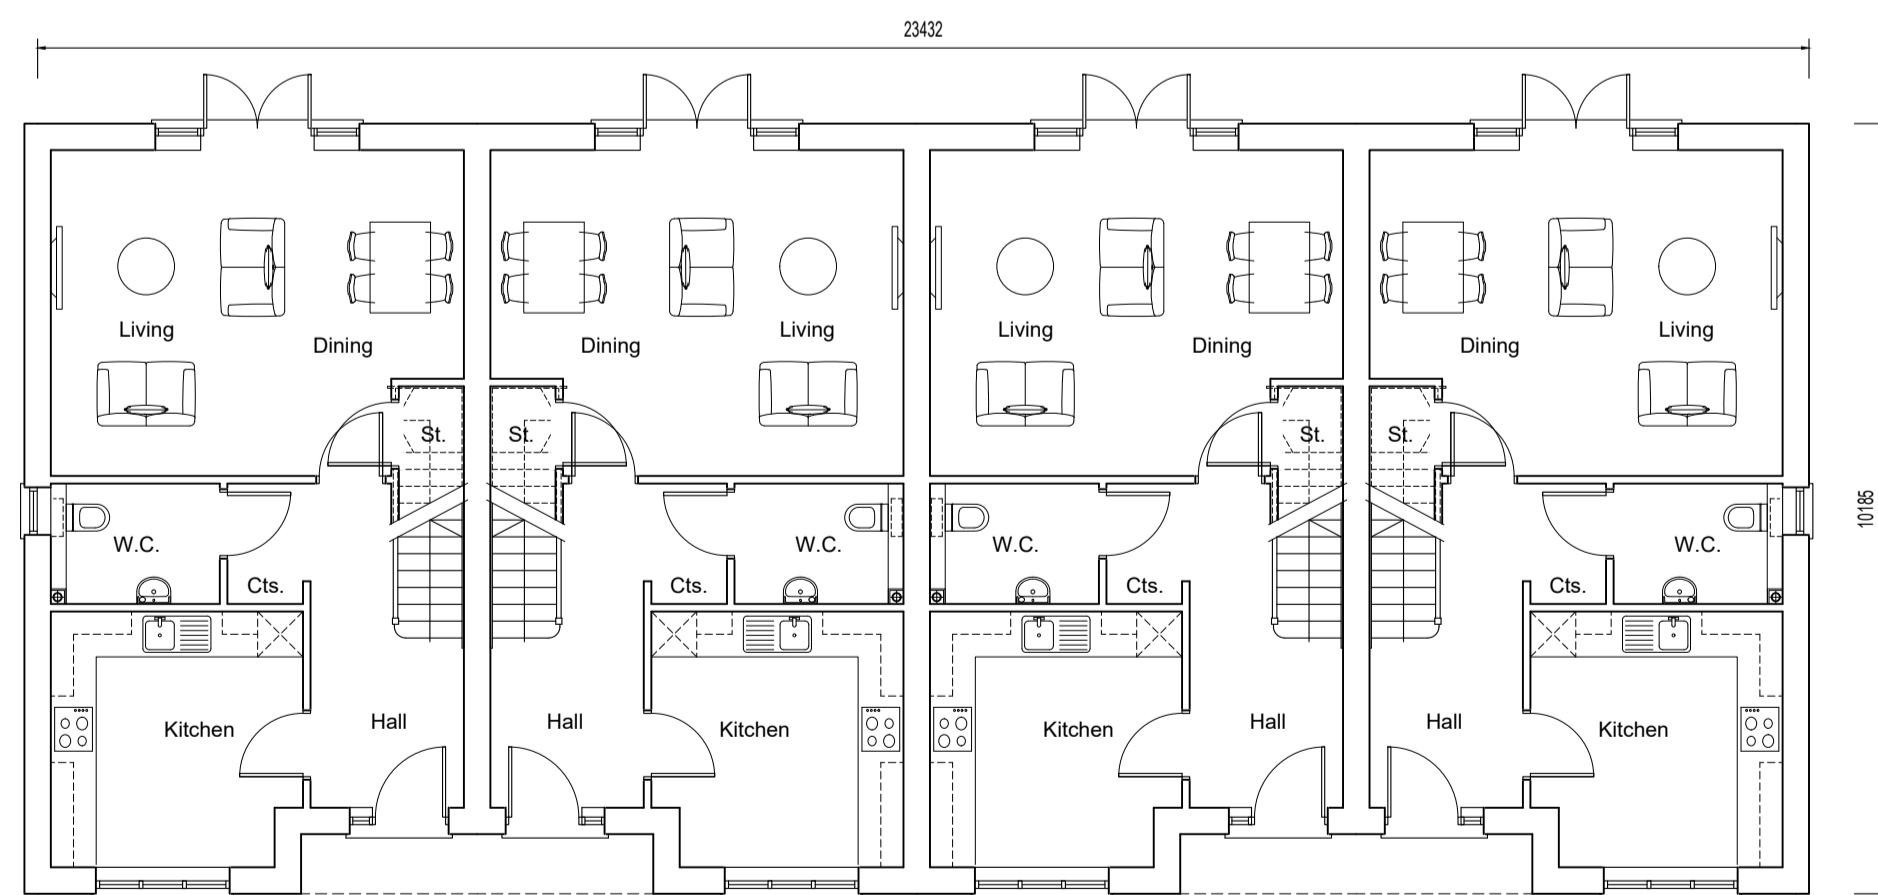 23432
Living
Living
Living
Living
Dining
Dining
Dining
Dining
St.
St.
St.
St.
10185
W.C.
W.C.
W.C.
W.C.
Cts.
Cts.
Cts.
Cts.
Kitchen
Hall
Hall
Kitchen
Kitchen
Hall
Hall
Kitchen